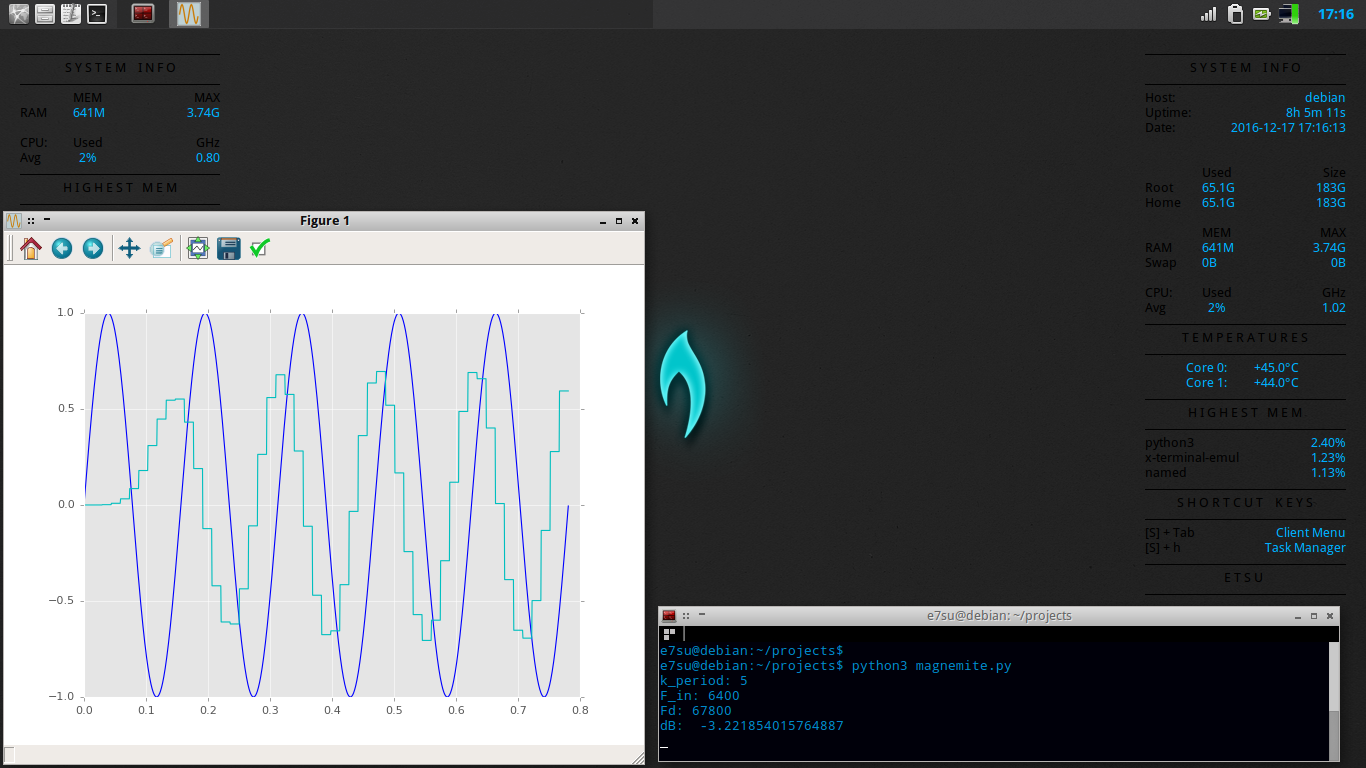 17:16
SYSTEM INFO
MEM MAX
RAM 641M 3.74G
CPU: Used GHz
Avg 2% 0.80
HIGHEST MEM
Figure 1
1.0
0.5
0.0
−0.5
−1.0
0.0 0.1 0.2 0.3 0.4 0.5 0.6 0.7 0.8
SYSTEM INFO
Host: debian
Uptime: 8h 5m 11s
Date: 2016-12-17 17:16:13
Used Size
Root 65.1G 183G
Home 65.1G 183G
MEM MAX
RAM 641M 3.74G
Swap 0B 0B
CPU: Used GHz
Avg 2% 1.02
TEMPERATURES
Core 0: +45.0°C
Core 1: +44.0°C
HIGHEST MEM
python3 2.40%
x-terminal-emul 1.23%
named 1.13%
SHORTCUT KEYS
[S] + Tab Client Menu
[S] + h Task Manager
ETSU
e7su@debian: ~/projects
e7su@debian:~/projects$
e7su@debian:~/projects$ python3 magnemite.py
k_period: 5
F_in: 6400
Fd: 67800
dB:  -3.221854015764887